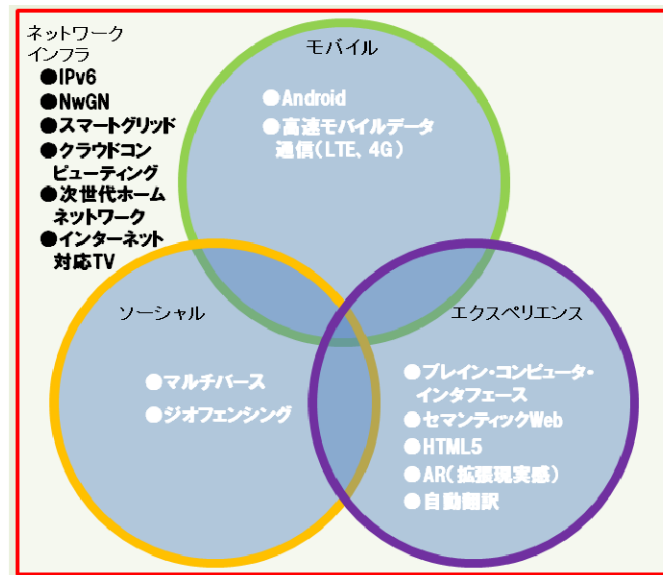 ネットワーク
インフラ
●IPv6
●NwGN
●スマートグリッド
●クラウドコン
ピューティング
●次世代ホーム
ネットワーク
●インターネット
対応TV
モバイル
●Android
●高速モバイルデータ
通信(LTE、4G)
ソーシャル
●マルチバース
●ジオフェンシング
エクスペリエンス
●ブレイン・コンピュータ・
インタフェース
●セマンティックWeb
●HTML5
●AR(拡張現実感)
●自動翻訳